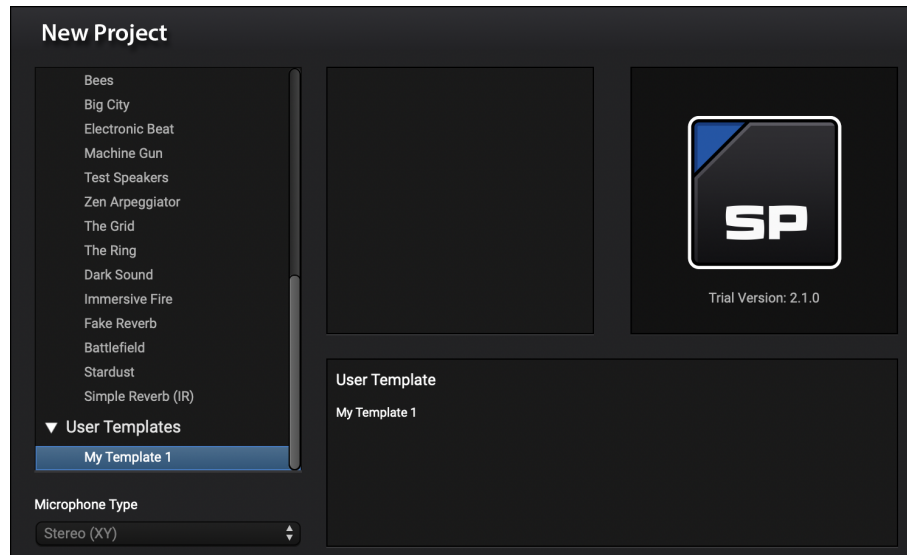 New Project
Bees
Big City
Electronic Beat
Machine Gun
Test Speakers
Zen Arpeggiator
The Grid
The Ring
Dark Sound
Immersive Fire
Fake Reverb
Battlefield
Stardust
Simple Reverb (IR)
User Templates
My Template 1
Microphone Type
Stereo (XY)
SP
Trial Version: 2.1.0
User Template
My Template 1